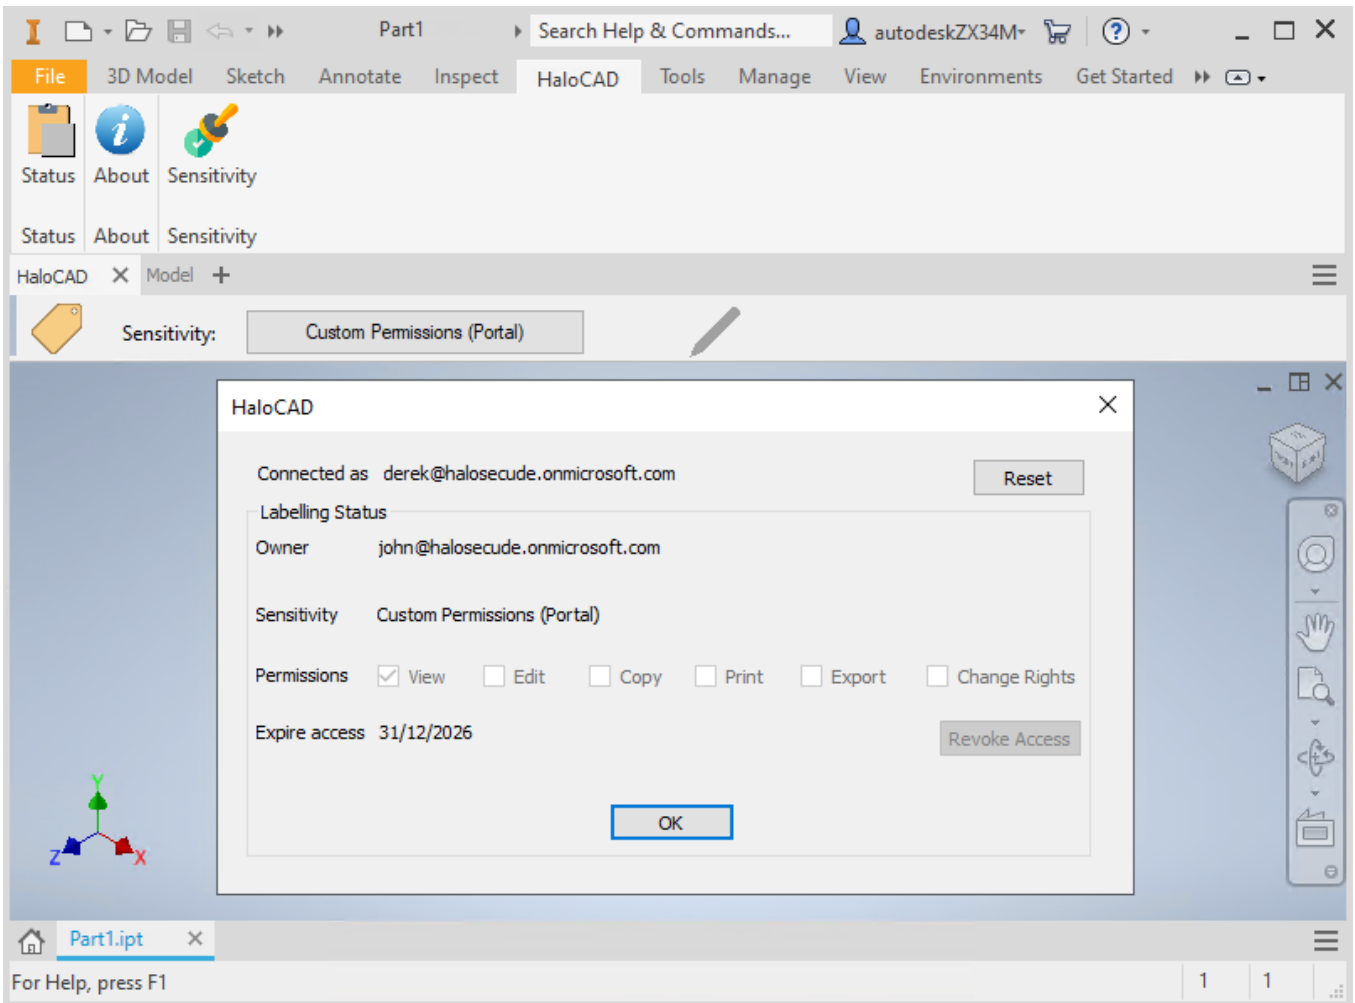 Part1 Search Help & Commands... autodeskZX34M
File 3D Model Sketch Annotate Inspect HaloCAD Tools Manage View Environments Get Started
Status About Sensitivity
Status About Sensitivity
HaloCAD Model
Sensitivity: Custom Permissions (Portal)
HaloCAD
Connected as derek@halosecude.onmicrosoft.com Reset
Labelling Status
Owner john@halosecude.onmicrosoft.com
Sensitivity Custom Permissions (Portal)
Permissions View Edit Copy Print Export Change Rights
Expire access 31/12/2026 Revoke Access
OK
Y
Z X
Part1.ipt
For Help, press F1 1 1